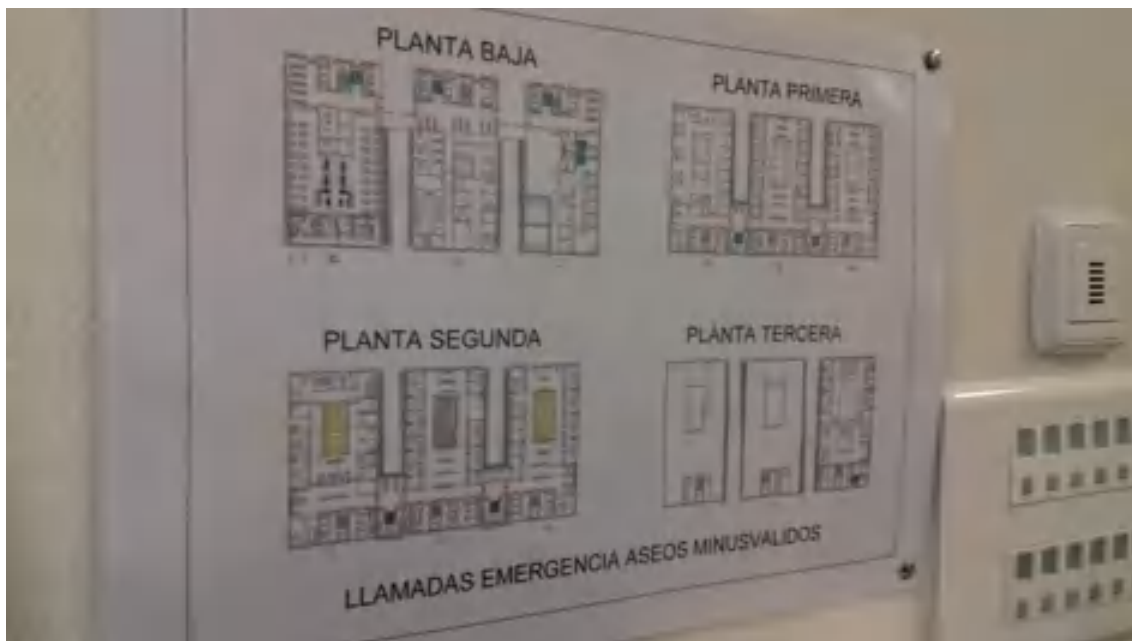 PLANTA BAJA
PLANTA PRIMERA
PLANTA SEGUNDA
PLANTA TERCERA
LLAMADAS EMERGENCIA ASEOS MINUSVALIDOS